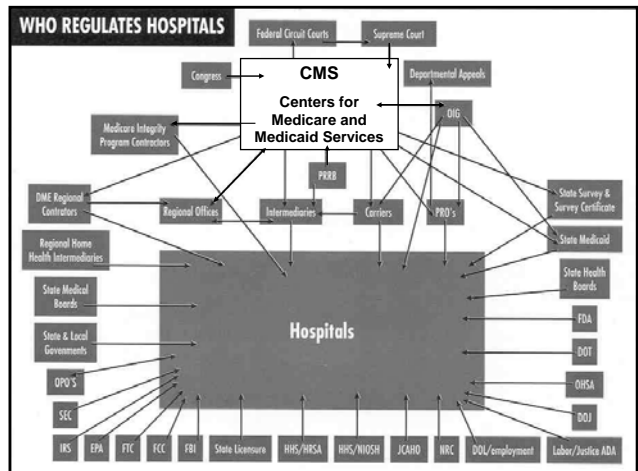 WHO REGULATES HOSPITALS
Federal Circuit Courts
Supreme Court
Congress
CMS
Centers for
Medicare and
Medicaid Services
Departmental Appeals
OIG
Medicare Integrity
Program Contractors
PRRB
DME Regional
Contrators
Regional Offices
Intermediaries
Carriers
PRO's
State Survey &
Survey Certificate
State Medicaid
Regional Home
Health Intermediaries
State Health
Boards
State Medical
Boards
Hospitals
FDA
State & Local
Govenments
DOT
OPO'S
OHSA
SEC
DOJ
IRS
EPA
FTC
FCC
FBI
State Licensure
HHS/HRSA
HHS/NIOSH
JCAHO
NRC
DOL/employment
Labor/Justice ADA